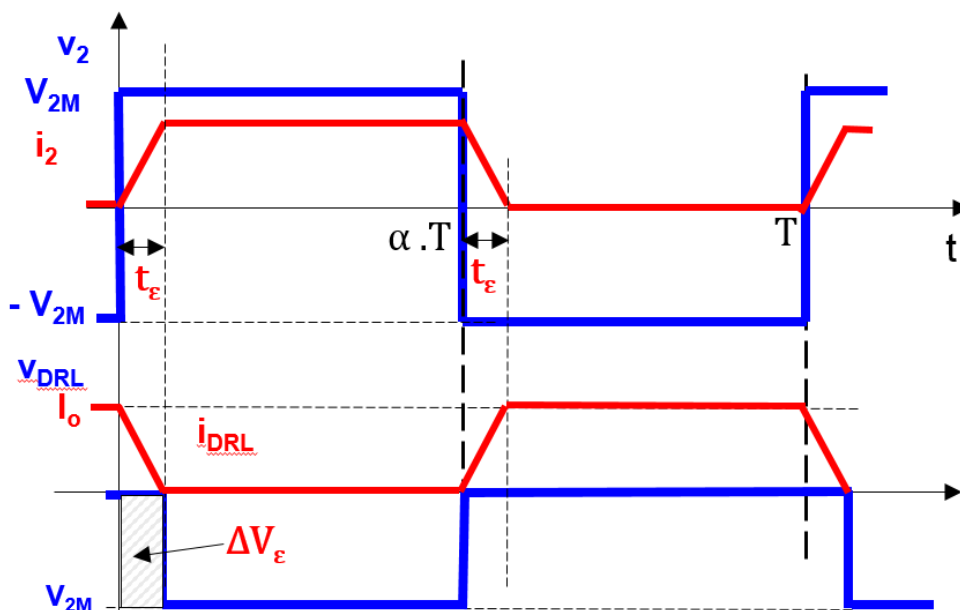 v₂
V₂M
i₂
α .T
T
t
tε
tε
- V₂M
vDRL
Io
iDRL
ΔVε
V₂M